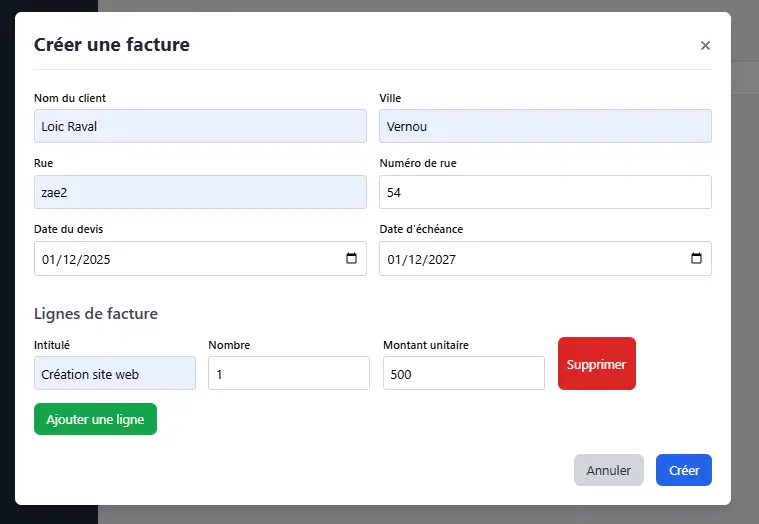 Créer une facture ×
Nom du client Ville
Loic Raval Vernou
Rue Numéro de rue
zae2 54
Date du devis Date d'échéance
01/12/2025 01/12/2027
Lignes de facture
Intitulé Nombre Montant unitaire
Création site web 1 500 Supprimer
Ajouter une ligne
Annuler Créer